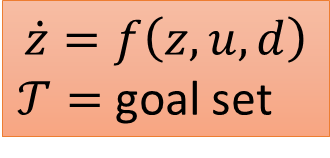 ż = f(z, u, d)
𝒯 = goal set